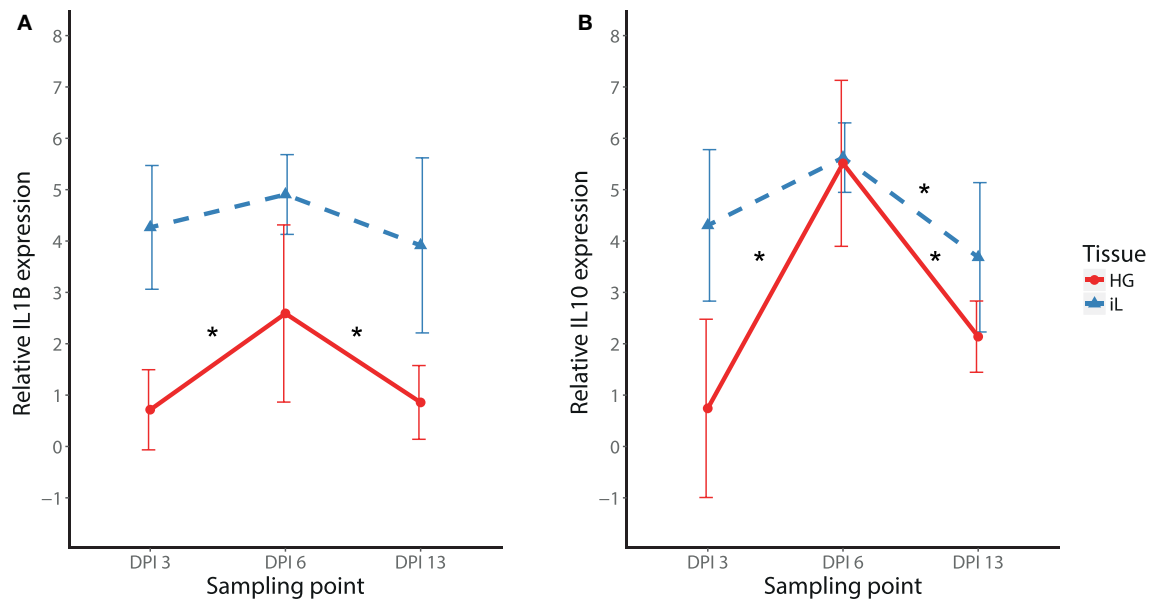 A
Relative IL1B expression
8
7
6
5
4
3
2
1
0
−1
*
*
DPI 3
DPI 6
DPI 13
Sampling point
B
Relative IL10 expression
8
7
6
5
4
3
2
1
0
−1
*
*
*
DPI 3
DPI 6
DPI 13
Sampling point
Tissue
HG
iL